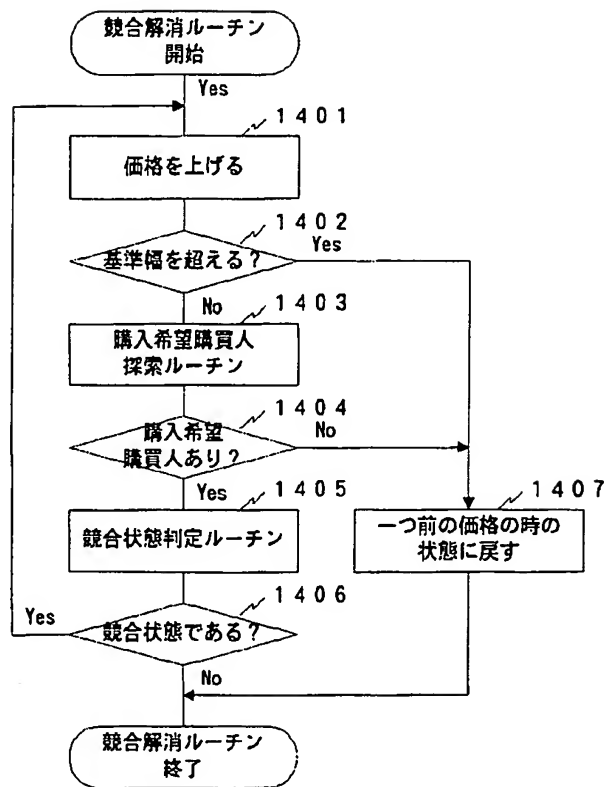 競合解消ルーチン
開始
Yes
1401
価格を上げる
1402
基準幅を超える?
Yes
No
1403
購入希望購買人
探索ルーチン
1404
購入希望
購買人あり?
No
Yes
1405
競合状態判定ルーチン
1407
一つ前の価格の時の
状態に戻す
1406
競合状態である?
Yes
No
競合解消ルーチン
終了